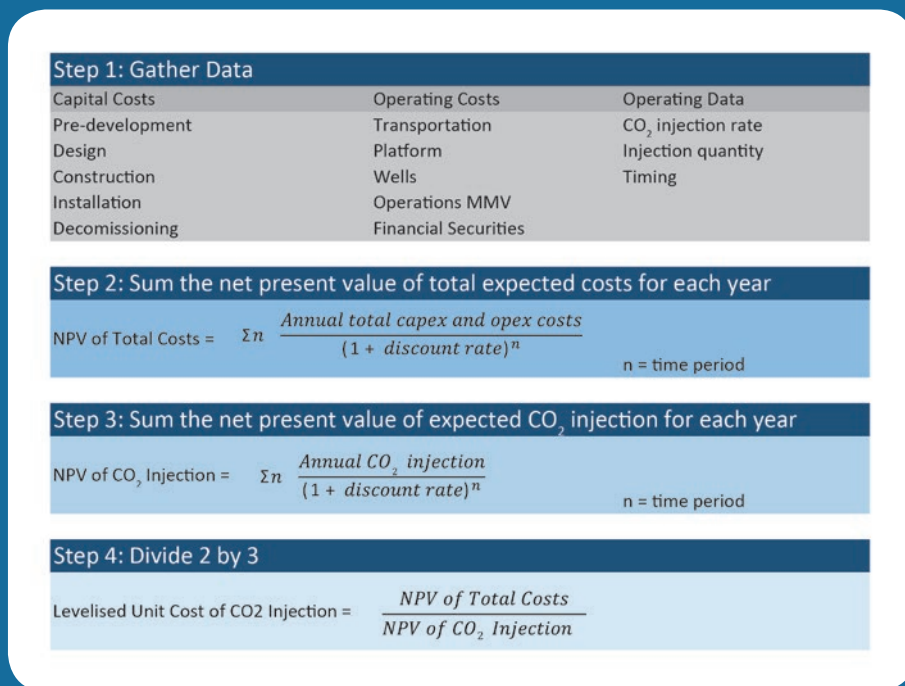 Step 1: Gather Data
Capital Costs Operating Costs Operating Data
Pre-development Transportation CO₂ injection rate
Design Platform Injection quantity
Construction Wells Timing
Installation Operations MMV
Decomissioning Financial Securities
Step 2: Sum the net present value of total expected costs for each year
NPV of Total Costs = Σn Annual total capex and opex costs
(1 + discount rate)ⁿ
n = time period
Step 3: Sum the net present value of expected CO₂ injection for each year
NPV of CO₂ Injection = Σn Annual CO₂ injection
(1 + discount rate)ⁿ
n = time period
Step 4: Divide 2 by 3
Levelised Unit Cost of CO2 Injection = NPV of Total Costs
NPV of CO₂ Injection